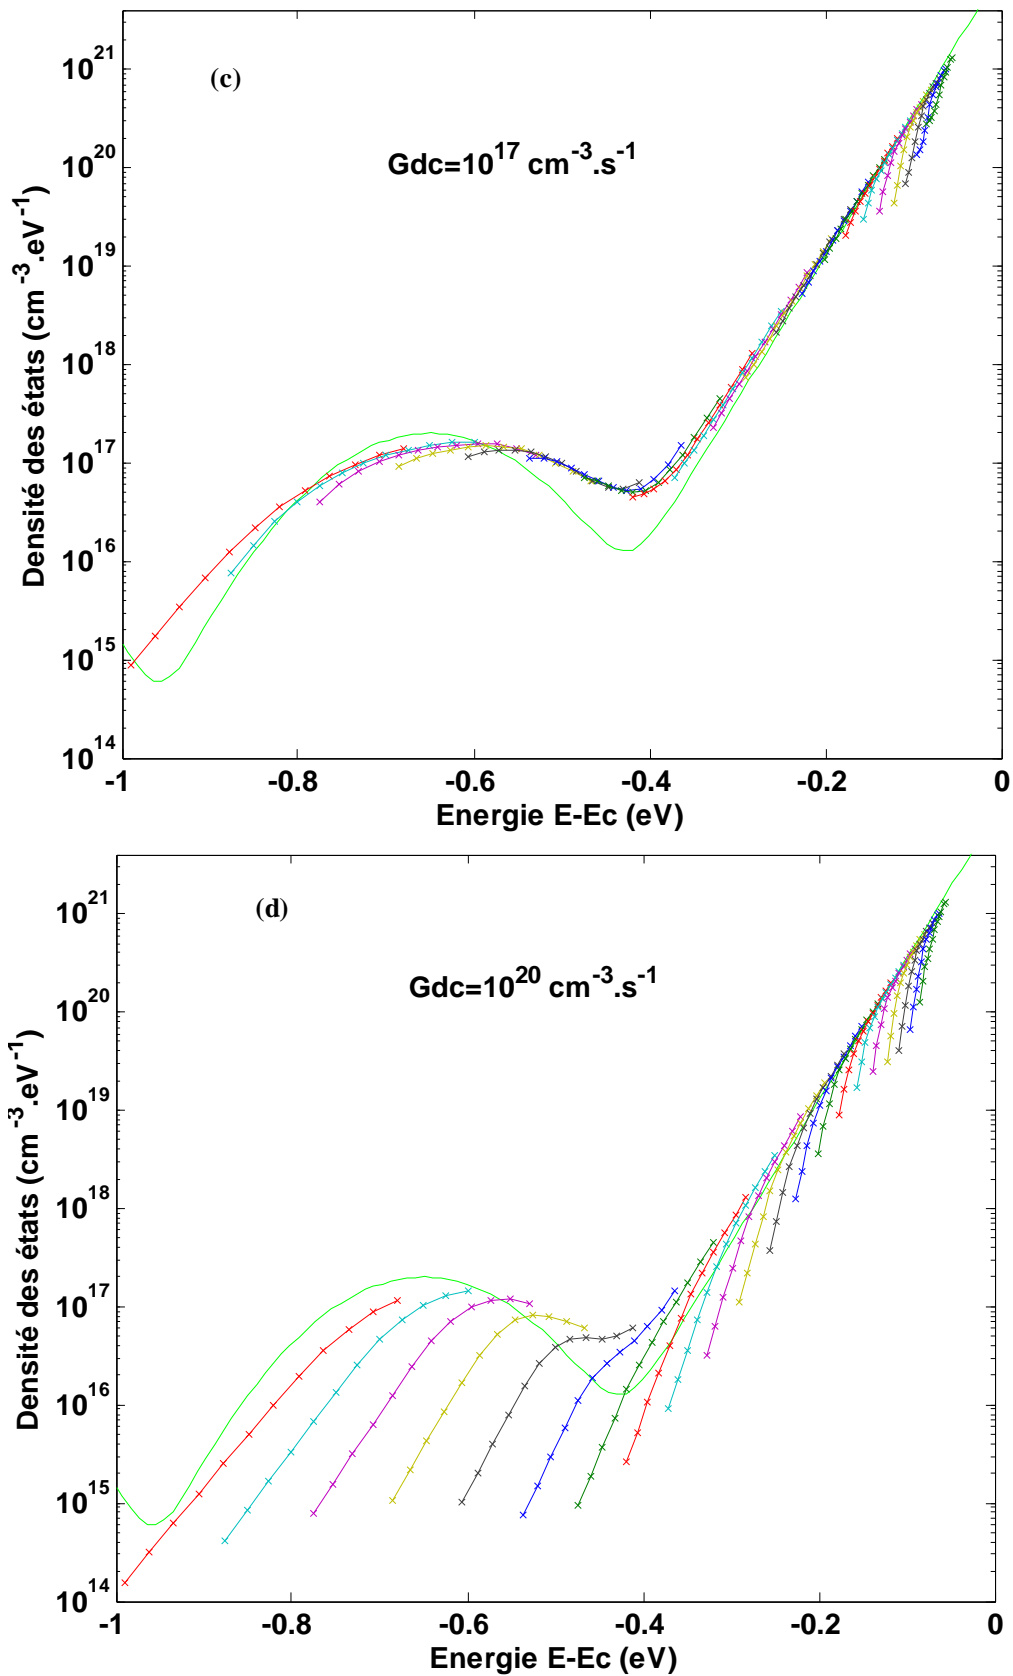 (c)
Gdc=10^17 cm^-3.s^-1
Densité des états (cm^-3.eV^-1)
10^21
10^20
10^19
10^18
10^17
10^16
10^15
10^14
-1 -0.8 -0.6 -0.4 -0.2 0
Energie E-Ec (eV)
(d)
Gdc=10^20 cm^-3.s^-1
Densité des états (cm^-3.eV^-1)
10^21
10^20
10^19
10^18
10^17
10^16
10^15
10^14
-1 -0.8 -0.6 -0.4 -0.2 0
Energie E-Ec (eV)